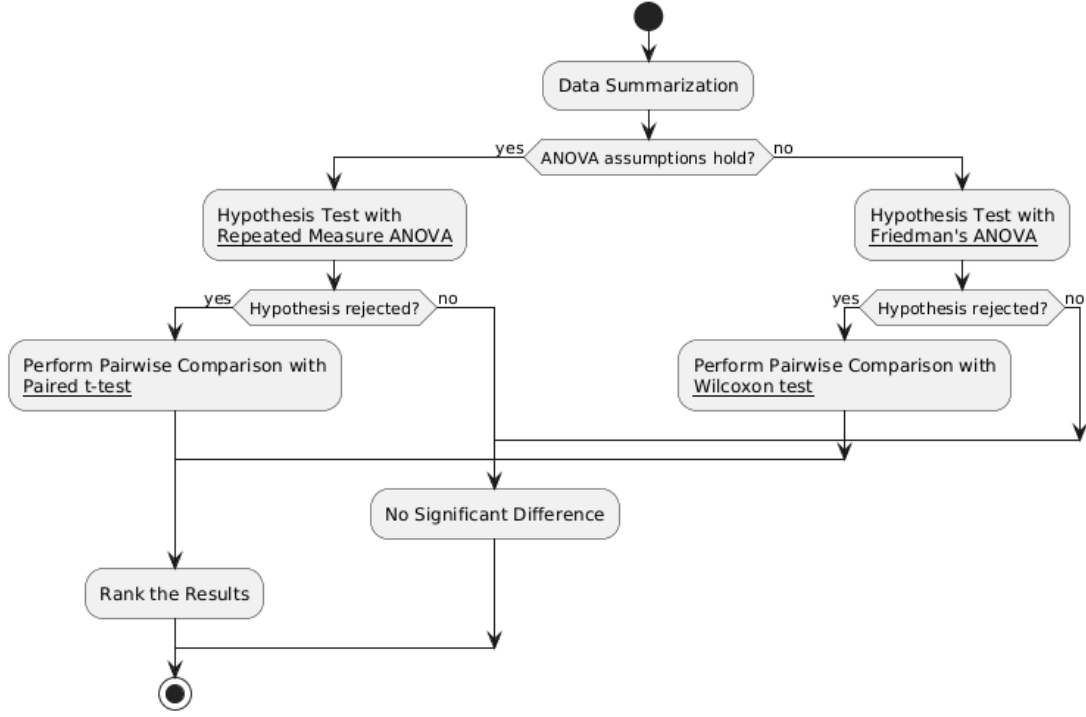 Data Summarization
yes
ANOVA assumptions hold?
no
Hypothesis Test with
Repeated Measure ANOVA
Hypothesis Test with
Friedman's ANOVA
yes
Hypothesis rejected?
no
yes
Hypothesis rejected?
no
Perform Pairwise Comparison with
Paired t-test
Perform Pairwise Comparison with
Wilcoxon test
No Significant Difference
Rank the Results